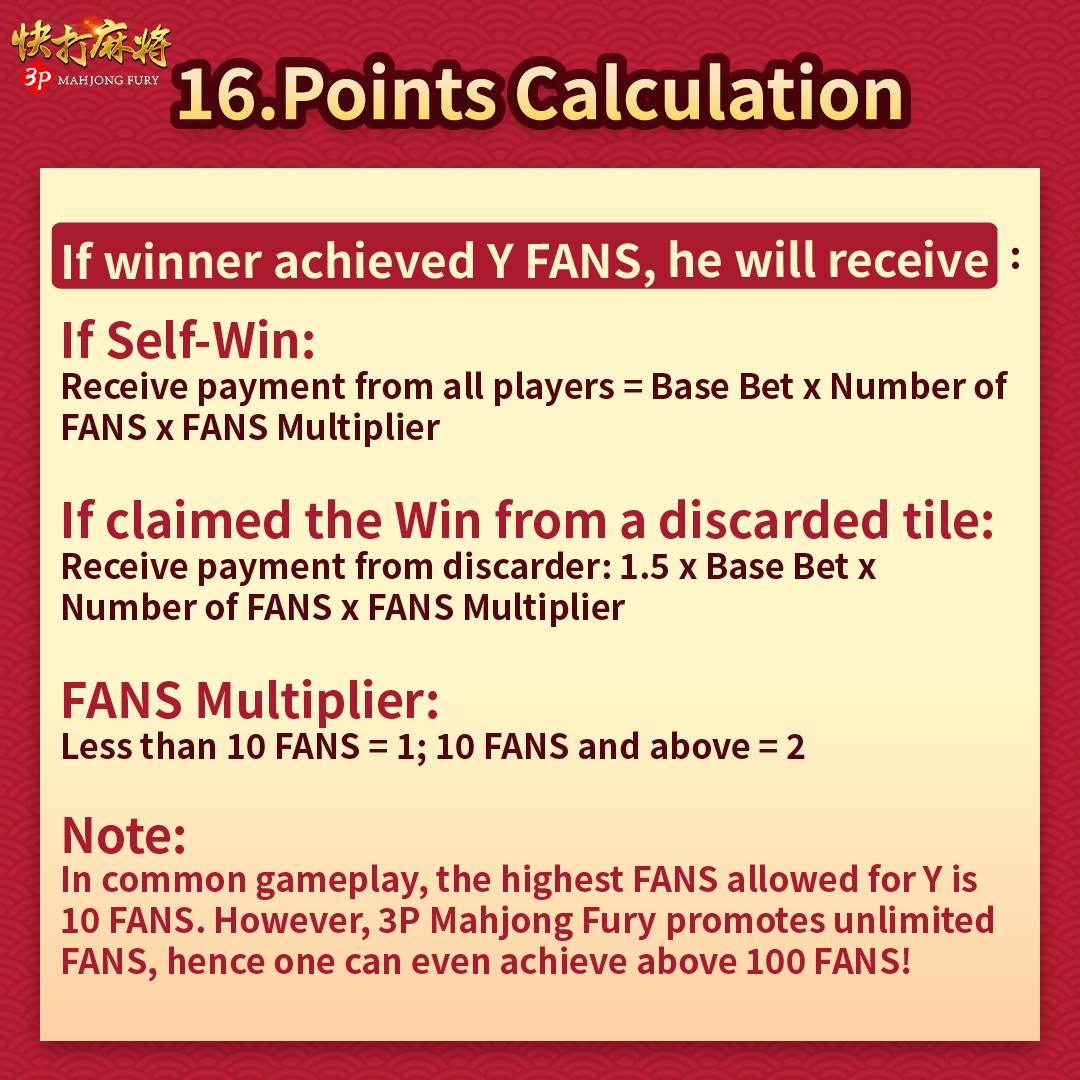 快打麻将
3P MAHJONG FURY
16.Points Calculation
If winner achieved Y FANS, he will receive :
If Self-Win:
Receive payment from all players = Base Bet x Number of
FANS x FANS Multiplier
If claimed the Win from a discarded tile:
Receive payment from discarder: 1.5 x Base Bet x
Number of FANS x FANS Multiplier
FANS Multiplier:
Less than 10 FANS = 1; 10 FANS and above = 2
Note:
In common gameplay, the highest FANS allowed for Y is
10 FANS. However, 3P Mahjong Fury promotes unlimited
FANS, hence one can even achieve above 100 FANS!